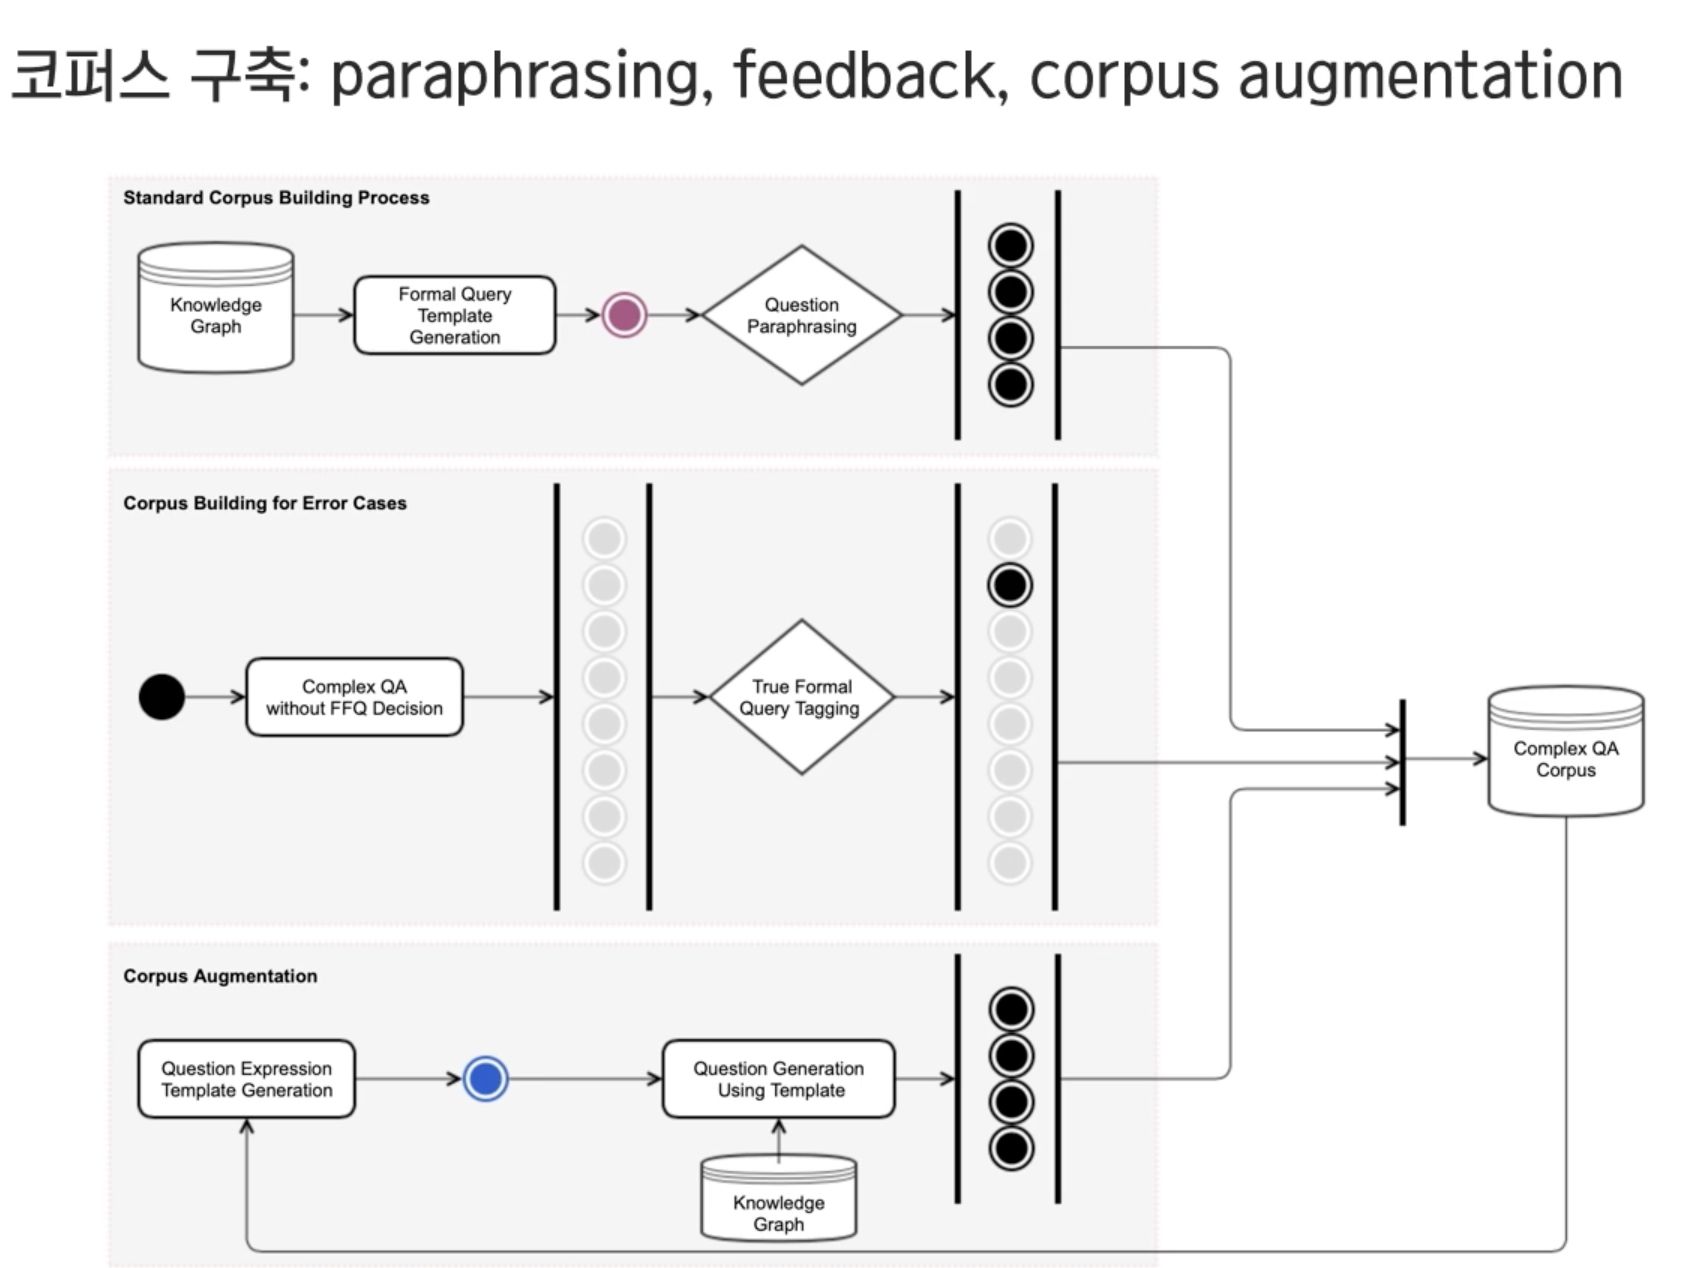 코퍼스 구축: paraphrasing, feedback, corpus augmentation
Standard Corpus Building Process
Knowledge
Graph
Formal Query
Template
Generation
Question
Paraphrasing
Corpus Building for Error Cases
Complex QA
without FFQ Decision
True Formal
Query Tagging
Complex QA
Corpus
Corpus Augmentation
Question Expression
Template Generation
Question Generation
Using Template
Knowledge
Graph